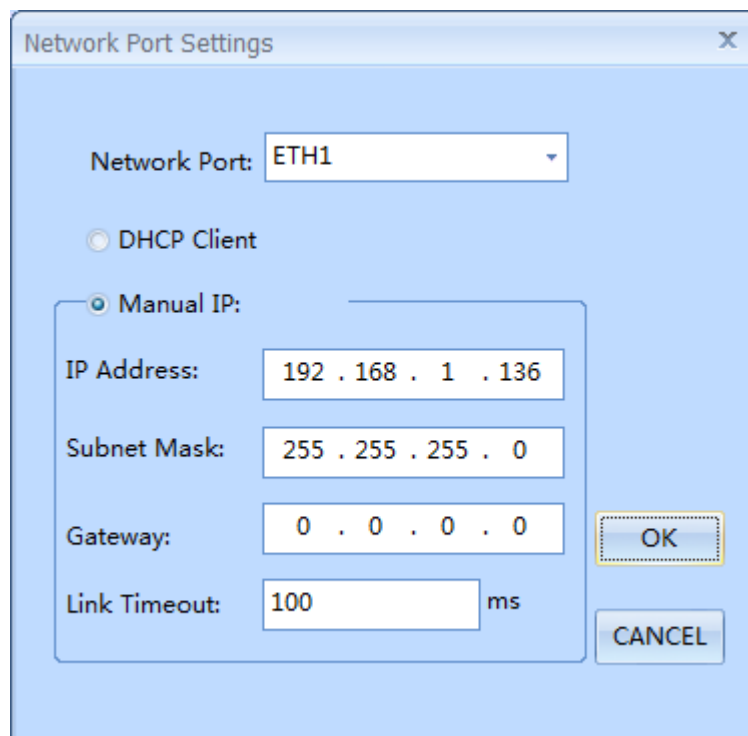 Network Port Settings x
Network Port: ETH1
DHCP Client
Manual IP:
IP Address: 192 . 168 . 1 . 136
Subnet Mask: 255 . 255 . 255 . 0
Gateway: 0 . 0 . 0 . 0
OK
Link Timeout: 100 ms
CANCEL